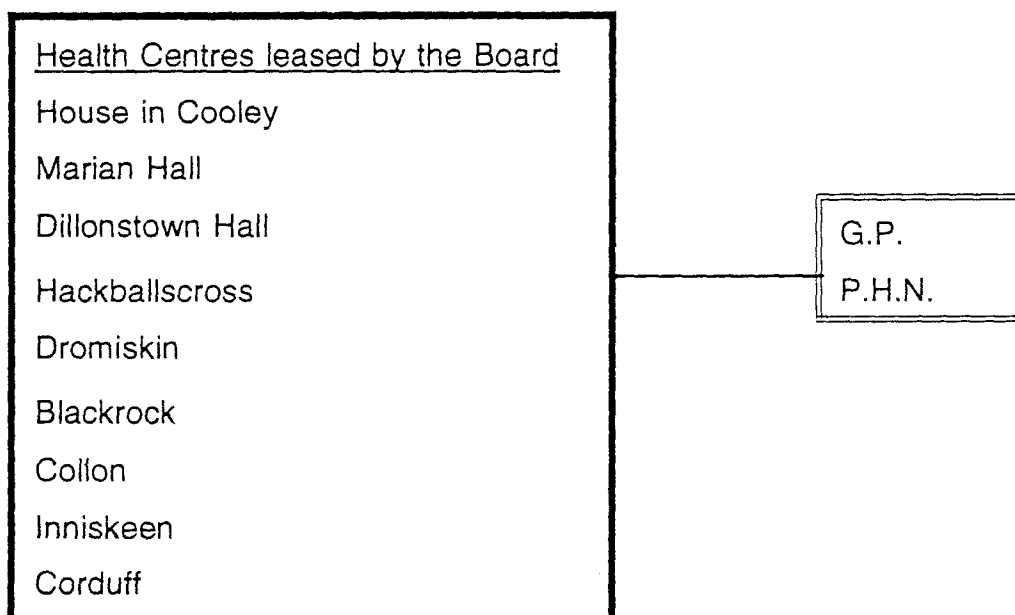 Health Centres leased by the Board
House in Cooley
Marian Hall
Dillonstown Hall
Hackballscross
Dromiskin
Blackrock
Collon
Inniskeen
Corduff
G.P.
P.H.N.